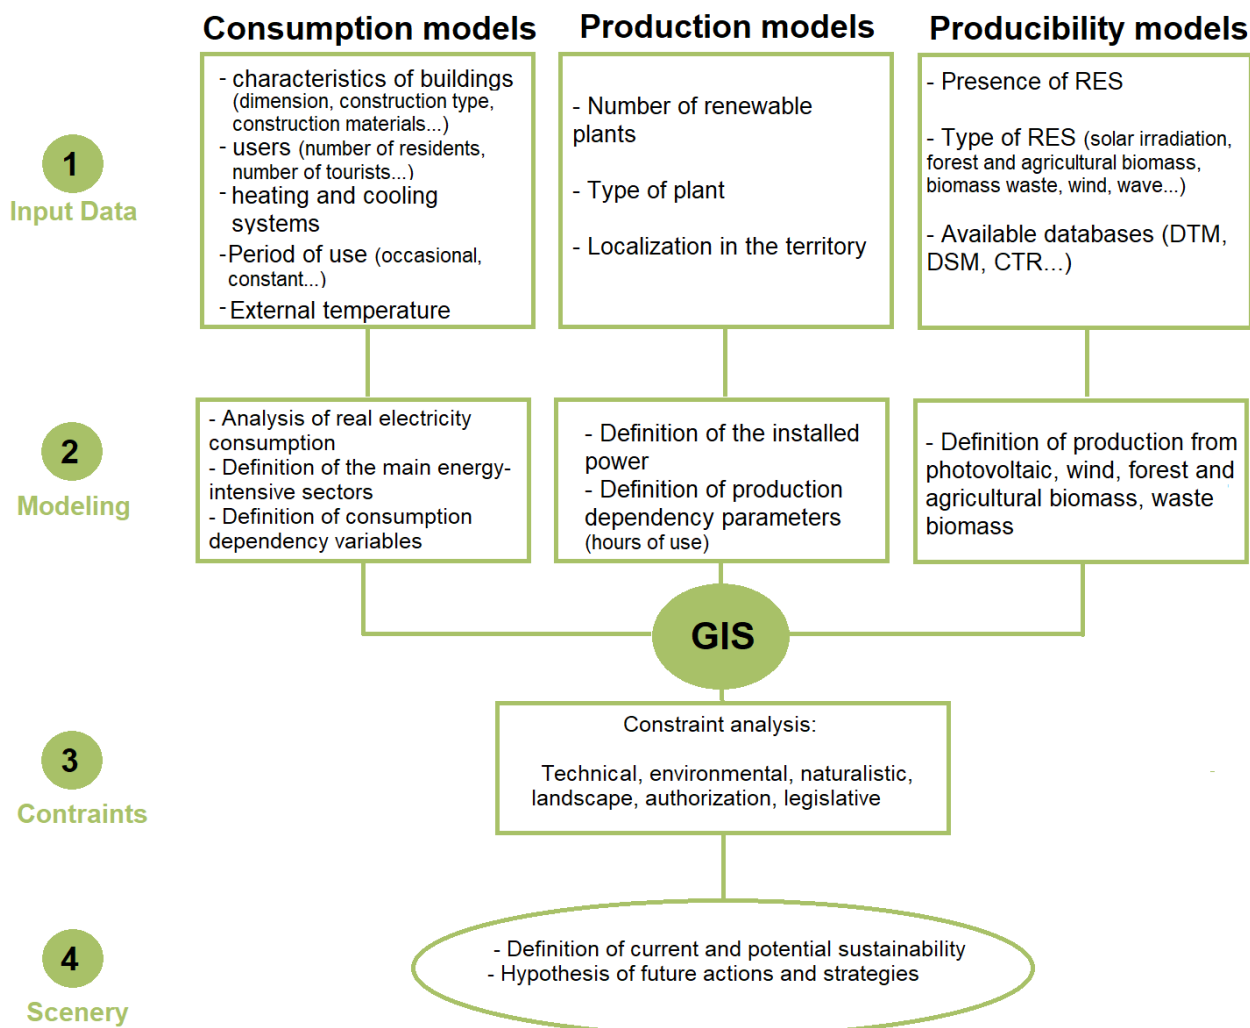 Consumption models
Production models
Producibility models
1
Input Data
- characteristics of buildings
(dimension, construction type,
construction materials...)
- users (number of residents,
number of tourists...)
- heating and cooling
systems
-Period of use (occasional,
constant...)
- External temperature
- Number of renewable
plants
- Type of plant
- Localization in the territory
- Presence of RES
- Type of RES (solar irradiation,
forest and agricultural biomass,
biomass waste, wind, wave...)
- Available databases (DTM,
DSM, CTR...)
2
Modeling
- Analysis of real electricity
consumption
- Definition of the main energy-
intensive sectors
- Definition of consumption
dependency variables
- Definition of the installed
power
- Definition of production
dependency parameters
(hours of use)
- Definition of production from
photovoltaic, wind, forest and
agricultural biomass, waste
biomass
GIS
3
Contraints
Constraint analysis:
Technical, environmental, naturalistic,
landscape, authorization, legislative
4
Scenery
- Definition of current and potential sustainability
- Hypothesis of future actions and strategies